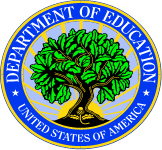 DEPARTMENT OF EDUCATION
UNITED STATES OF AMERICA